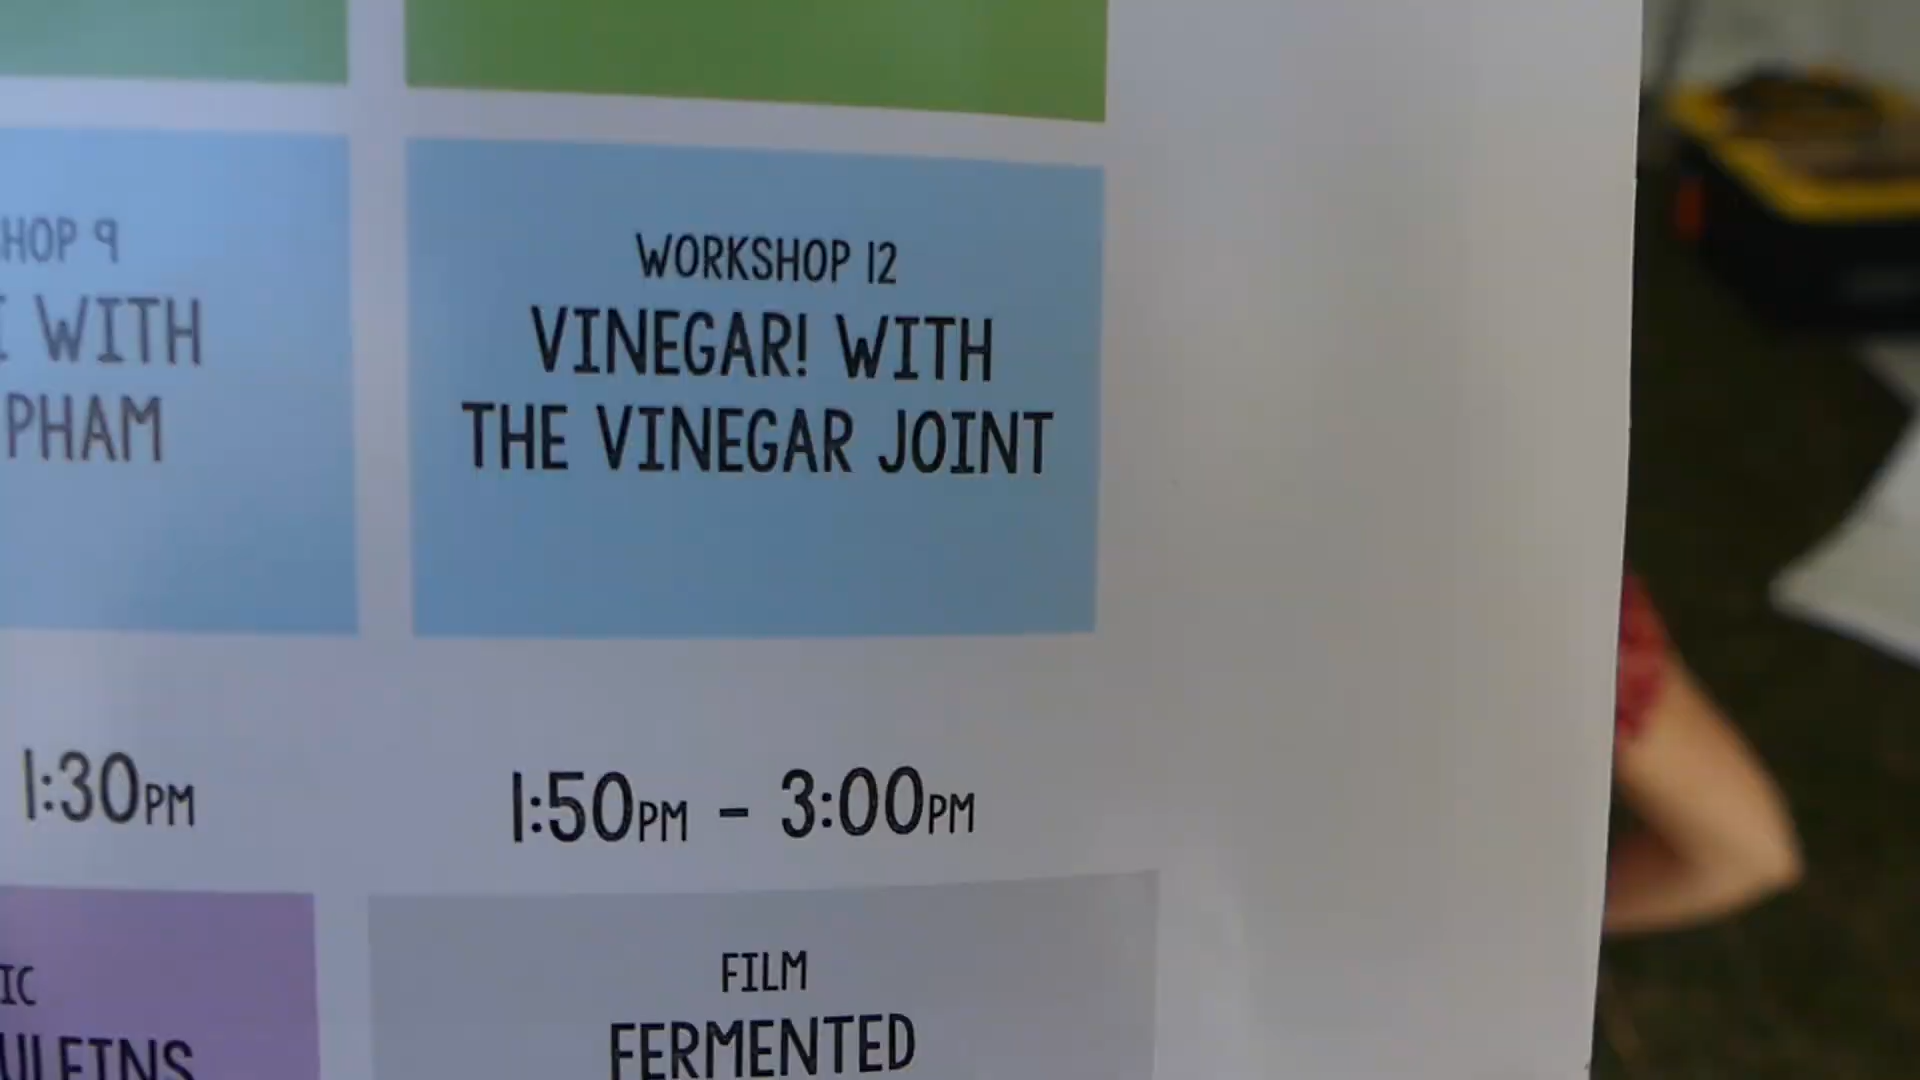 HOP 9
WITH
PHAM
WORKSHOP 12
VINEGAR! WITH
THE VINEGAR JOINT
1:30PM
1:50PM - 3:00PM
IC
FILM
FERMENTED